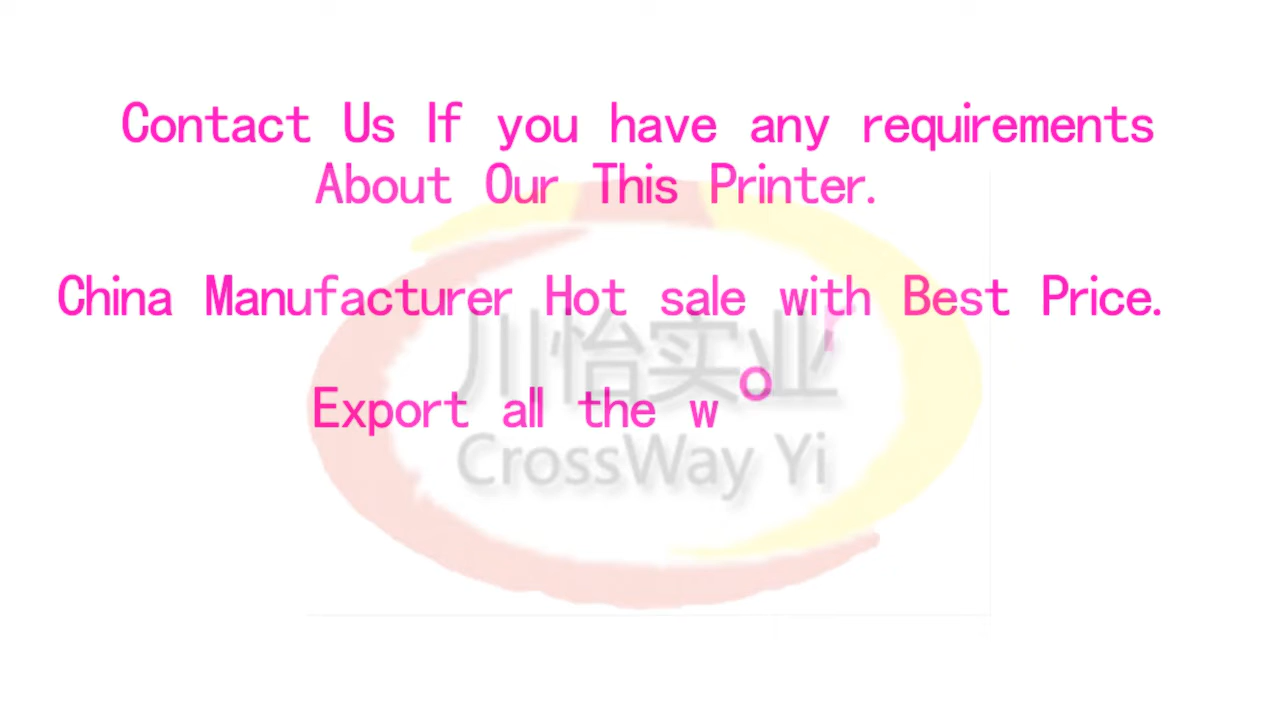 Contact Us If you have any requirements
About Our This Printer.
China Manufacturer Hot sale with Best Price.
川怡实业
Export all the w o
CrossWay Yi